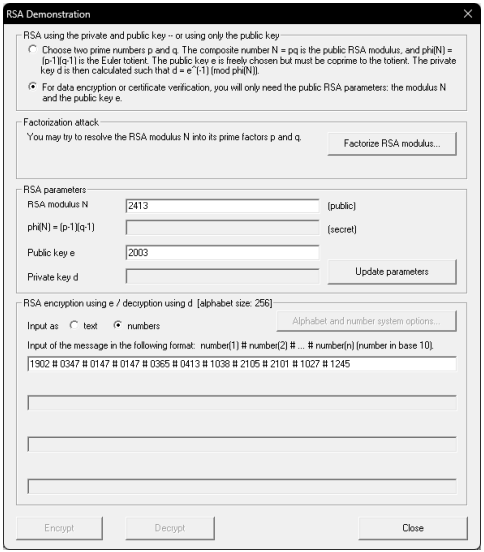 RSA Demonstration
RSA using the private and public key -- or using only the public key
Choose two prime numbers p and q. The composite number N = pq is the public RSA modulus, and phi(N) =
(p-1)(q-1) is the Euler totient. The public key e is freely chosen but must be coprime to the totient. The private
key d is then calculated such that d = e^(-1) (mod phi(N)).
For data encryption or certificate verification, you will only need the public RSA parameters: the modulus N
and the public key e.
Factorization attack
You may try to resolve the RSA modulus N into its prime factors p and q.
Factorize RSA modulus...
RSA parameters
RSA modulus N 2413 (public)
phi(N) = (p-1)(q-1) (secret)
Public key e 2003
Private key d Update parameters
RSA encryption using e / decryption using d [alphabet size: 256]
Input as text numbers Alphabet and number system options...
Input of the message in the following format: number(1) # number(2) # ... # number(n) (number in base 10).
1902 # 0347 # 0147 # 0147 # 0365 # 0413 # 1038 # 2105 # 2101 # 1027 # 1245
Encrypt Decrypt Close